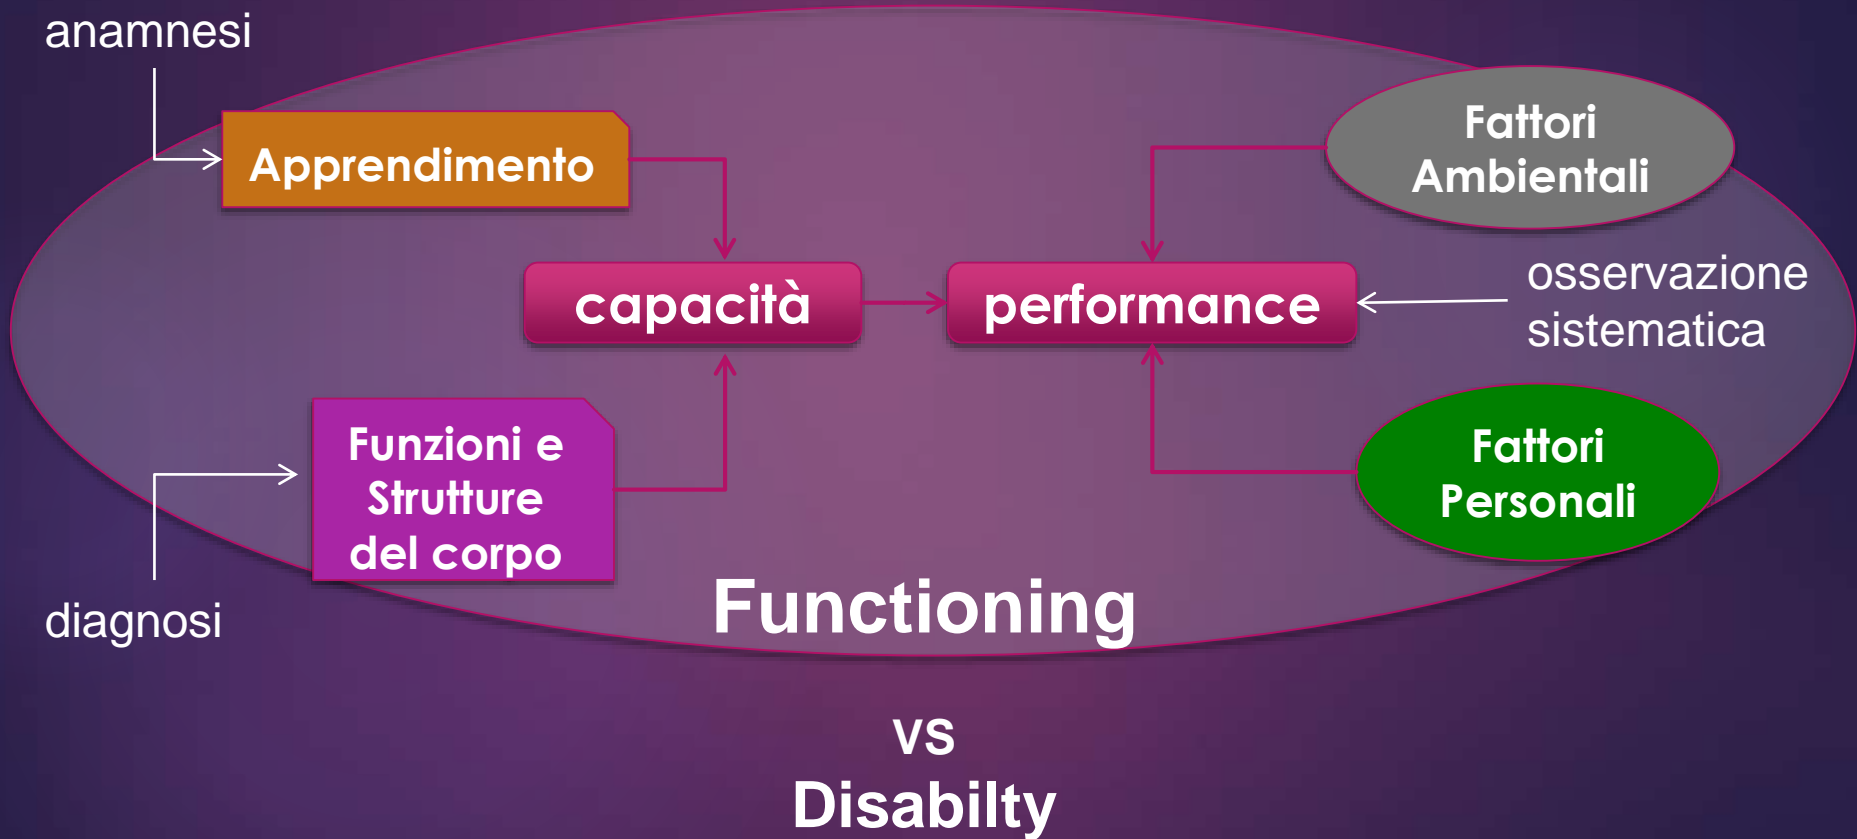 anamnesi
Apprendimento
Fattori
Ambientali
capacità
performance
osservazione
sistematica
Funzioni e
Strutture
del corpo
Fattori
Personali
diagnosi
Functioning
vs
Disabilty